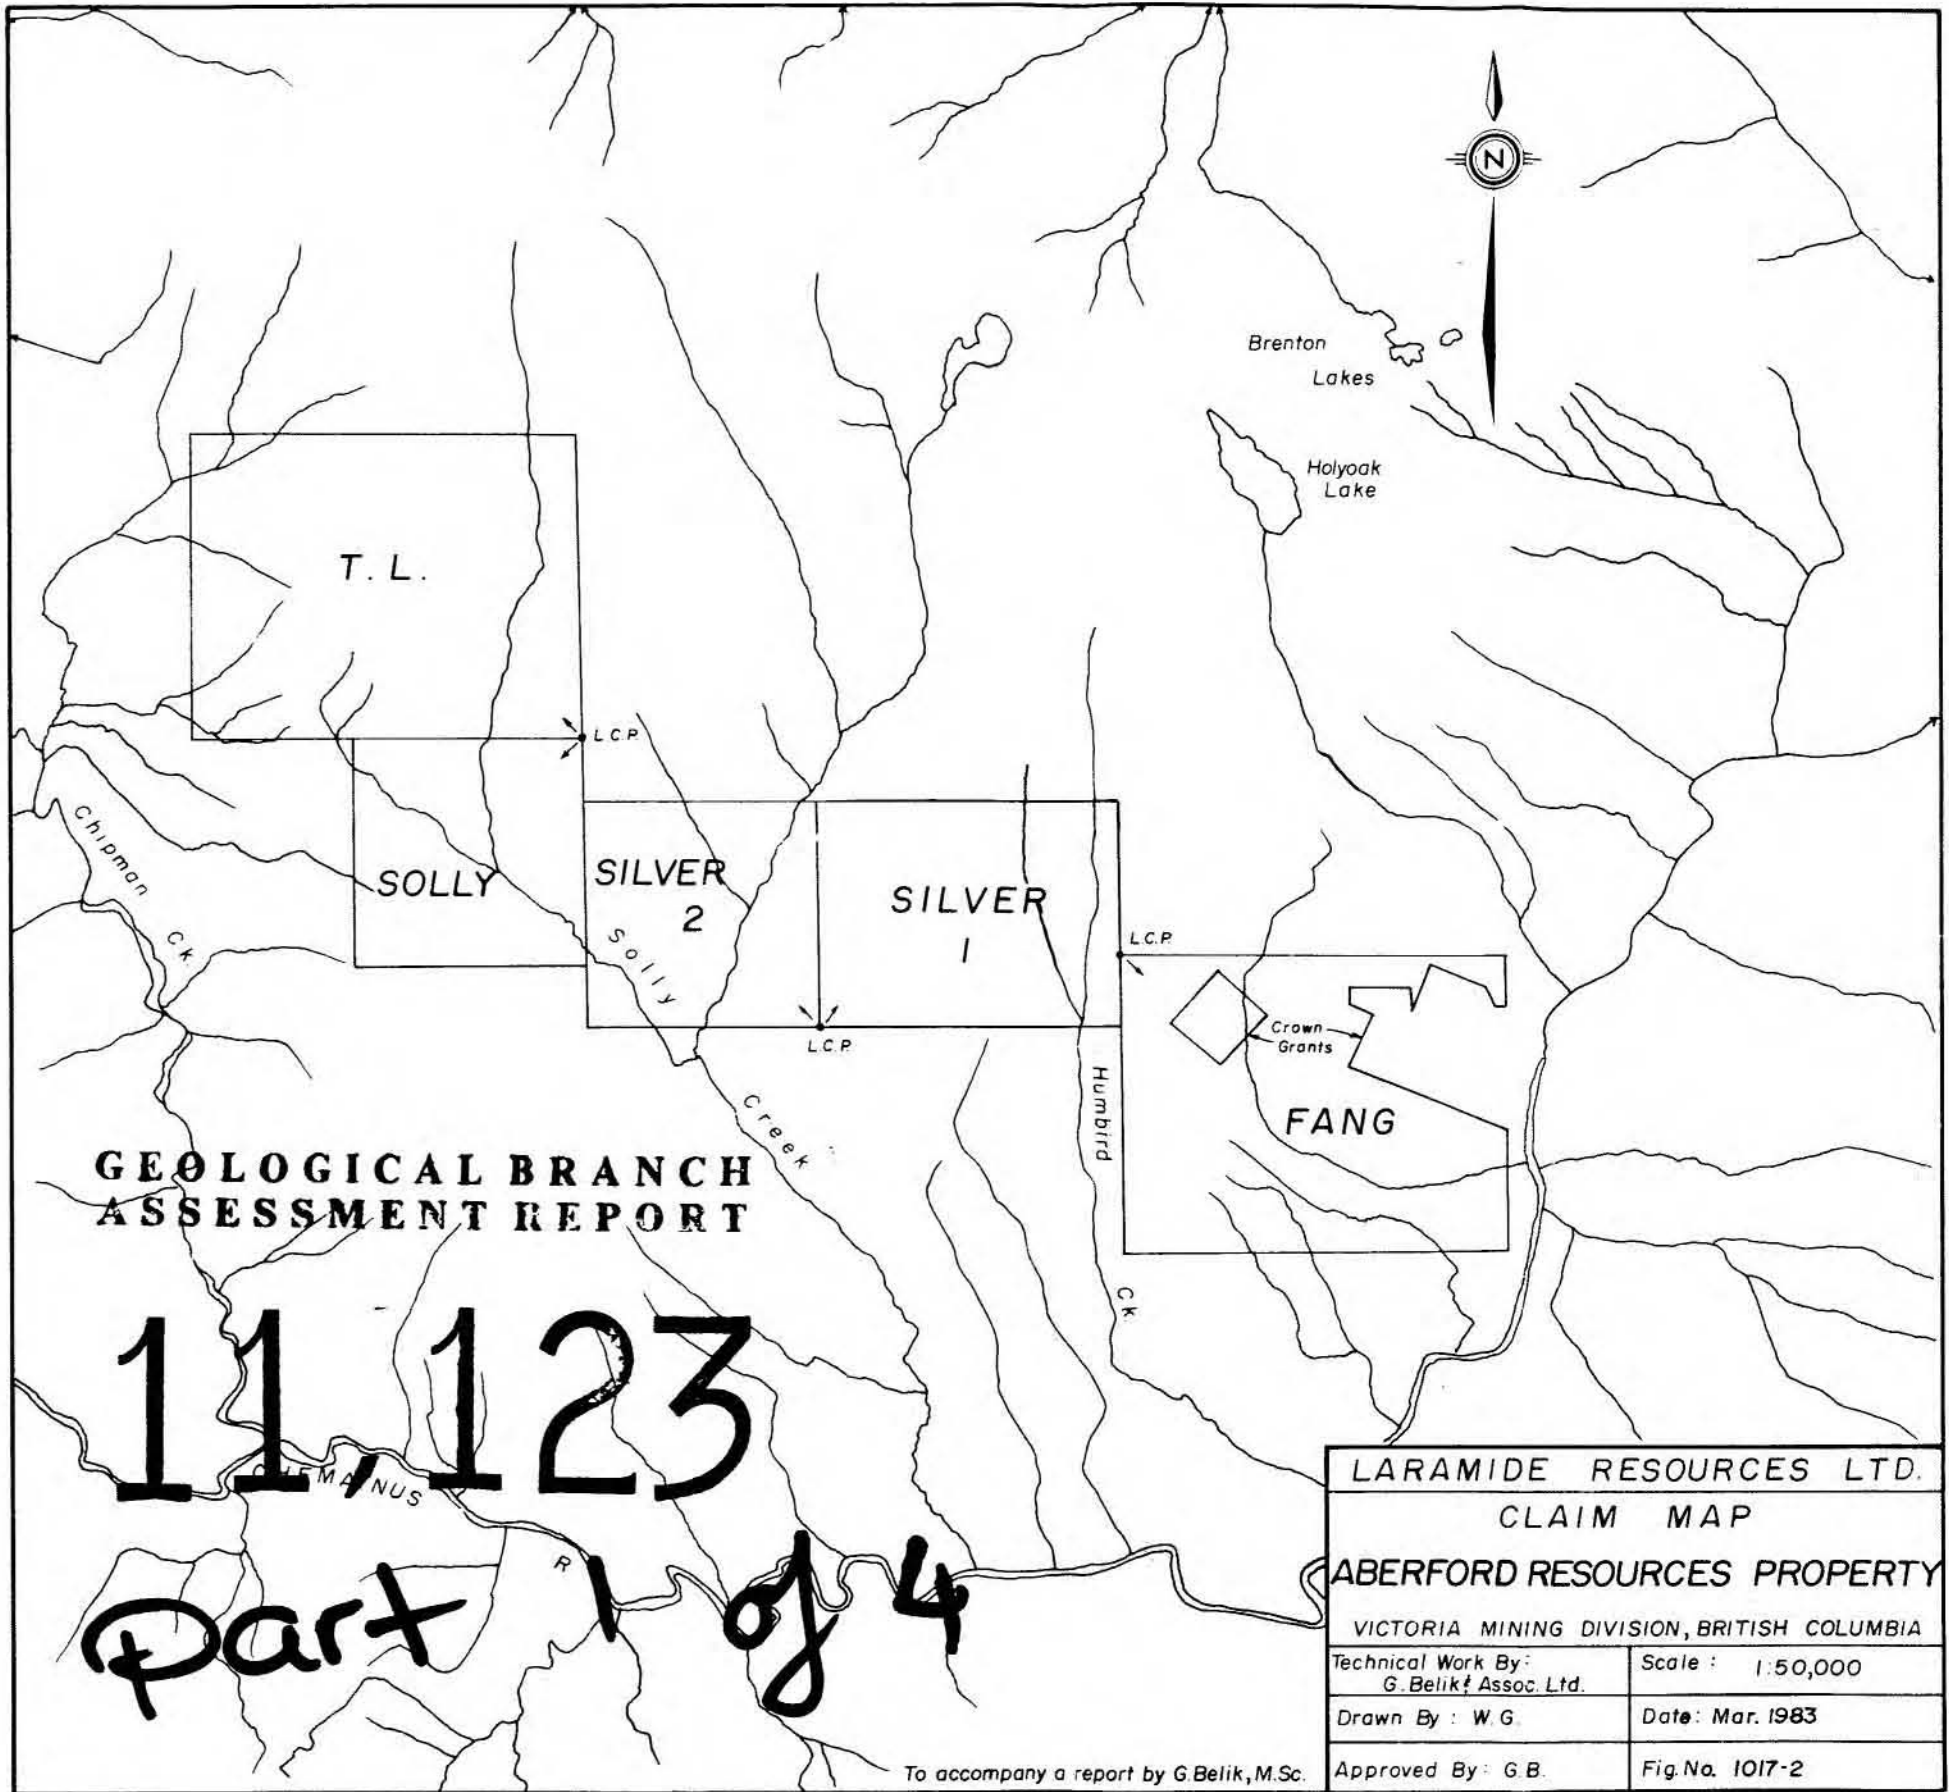 N
Brenton
Lakes
Holyoak
Lake
T. L.
L.C.P.
Chipman
Ck.
SOLLY
SILVER
2
SILVER
1
Solly
Creek
L.C.P.
L.C.P.
Crown
Grants
FANG
Humbird
Ck.
GEOLOGICAL BRANCH
ASSESSMENT REPORT
11,123
CHEMAINUS
R
Part 1 of 4
To accompany a report by G.Belik, M.Sc.
LARAMIDE RESOURCES LTD.
CLAIM MAP
ABERFORD RESOURCES PROPERTY
VICTORIA MINING DIVISION, BRITISH COLUMBIA
Technical Work By:
G. Belik & Assoc. Ltd.
Scale : 1:50,000
Drawn By : W.G.
Date: Mar. 1983
Approved By : G.B.
Fig. No. 1017-2